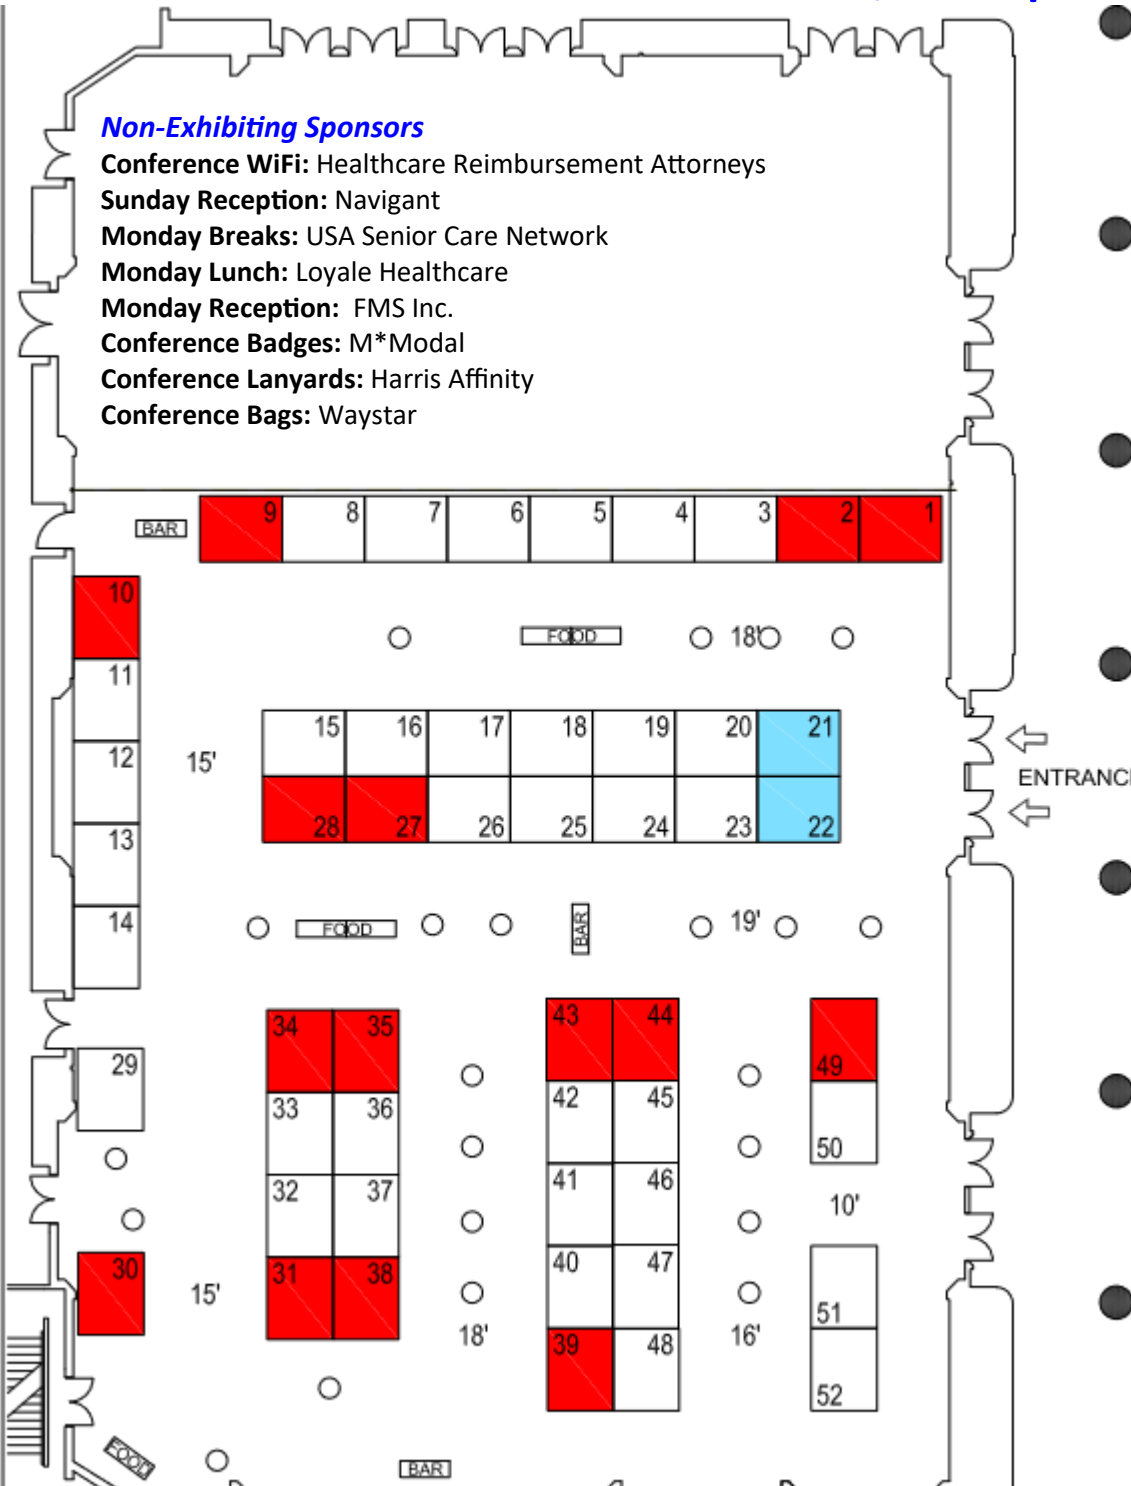 Non-Exhibiting Sponsors
Conference WiFi: Healthcare Reimbursement Attorneys
Sunday Reception: Navigant
Monday Breaks: USA Senior Care Network
Monday Lunch: Loyale Healthcare
Monday Reception: FMS Inc.
Conference Badges: M*Modal
Conference Lanyards: Harris Affinity
Conference Bags: Waystar
BAR 9 8 7 6 5 4 3 2 1
10
FOOD 18'
11
15 16 17 18 19 20 21
12 15'
ENTRANCE
28 27 26 25 24 23 22
13
14
FOOD BAR 19'
34 35 43 44 49
29
33 36 42 45 50
32 37 41 46 10'
30 31 38 40 47 51
15' 18' 16'
39 48 52
FOOD BAR